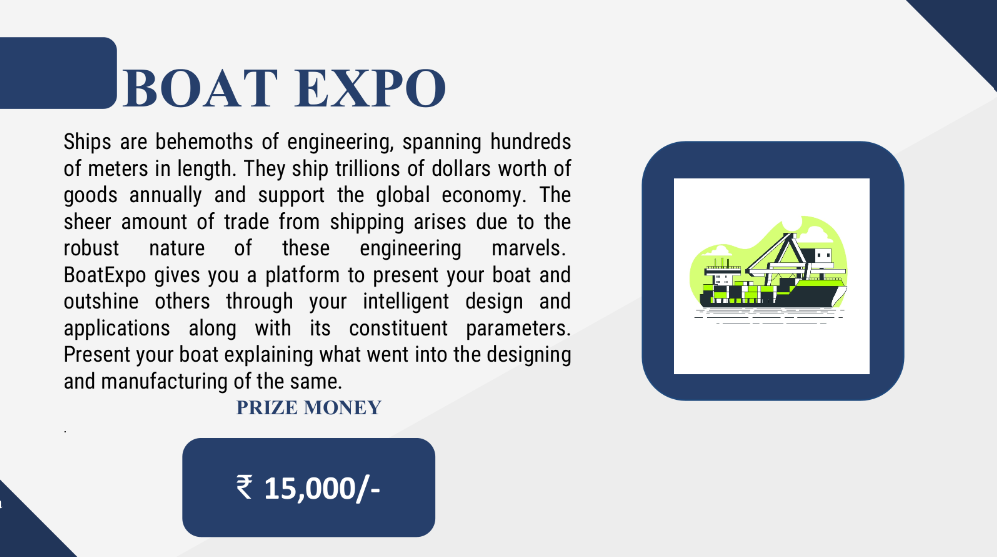 BOAT EXPO
Ships are behemoths of engineering, spanning hundreds
of meters in length. They ship trillions of dollars worth of
goods annually and support the global economy. The
sheer amount of trade from shipping arises due to the
robust nature of these engineering marvels.
BoatExpo gives you a platform to present your boat and
outshine others through your intelligent design and
applications along with its constituent parameters.
Present your boat explaining what went into the designing
and manufacturing of the same.
PRIZE MONEY
.
₹ 15,000/-